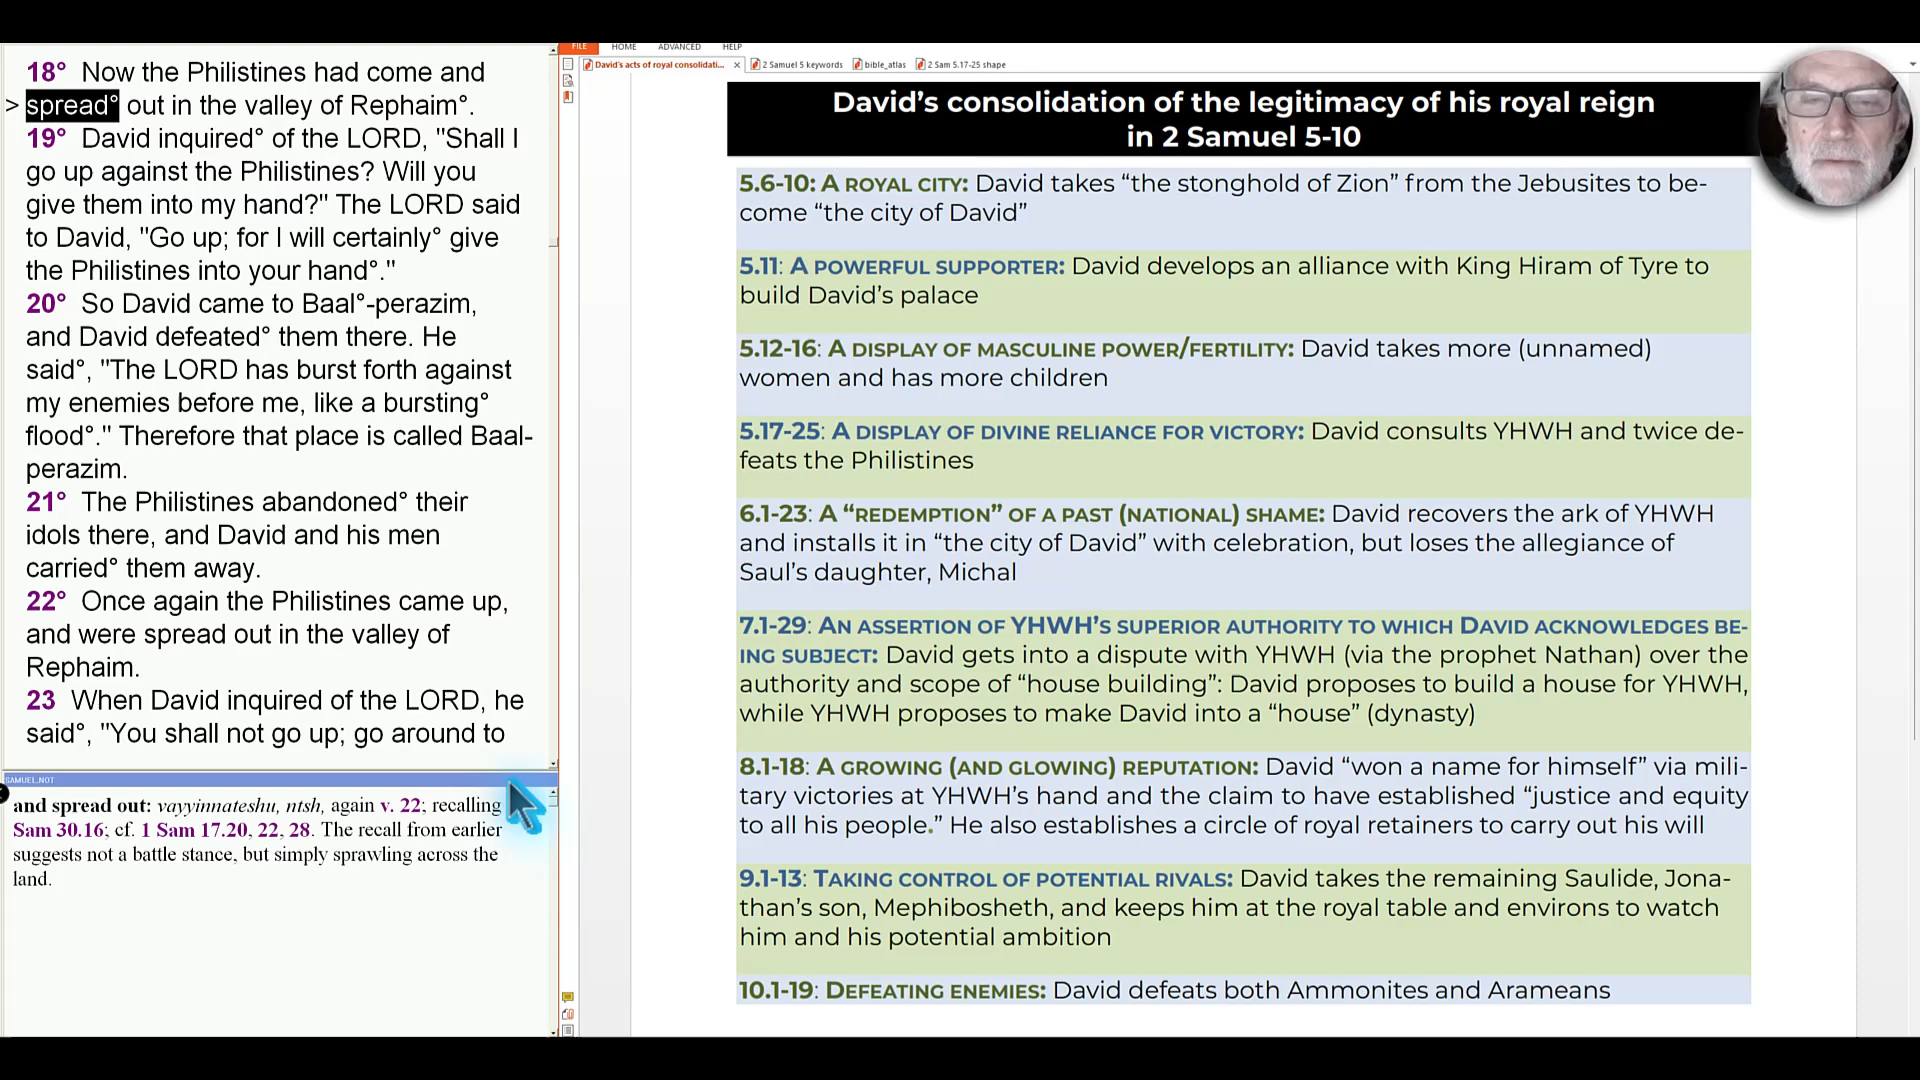 18° Now the Philistines had come and
> spread° out in the valley of Rephaim°.
19° David inquired° of the LORD, "Shall I
go up against the Philistines? Will you
give them into my hand?" The LORD said
to David, "Go up; for I will certainly° give
the Philistines into your hand°."
20° So David came to Baal°-perazim,
and David defeated° them there. He
said°, "The LORD has burst forth against
my enemies before me, like a bursting°
flood°." Therefore that place is called Baal-
perazim.
21° The Philistines abandoned° their
idols there, and David and his men
carried° them away.
22° Once again the Philistines came up,
and were spread out in the valley of
Rephaim.
23 When David inquired of the LORD, he
said°, "You shall not go up; go around to
SAMUEL.NOT
and spread out: vayyinnateshu, ntsh, again v. 22; recalling
Sam 30.16; cf. 1 Sam 17.20, 22, 28. The recall from earlier
suggests not a battle stance, but simply sprawling across the
land.
FILE HOME ADVANCED HELP
David's acts of royal consolidati... × 2 Samuel 5 keywords bible_atlas 2 Sam 5.17-25 shape
David’s consolidation of the legitimacy of his royal reign
in 2 Samuel 5-10
5.6-10: A ROYAL CITY: David takes “the stonghold of Zion” from the Jebusites to be-
come “the city of David”
5.11: A POWERFUL SUPPORTER: David develops an alliance with King Hiram of Tyre to
build David’s palace
5.12-16: A DISPLAY OF MASCULINE POWER/FERTILITY: David takes more (unnamed)
women and has more children
5.17-25: A DISPLAY OF DIVINE RELIANCE FOR VICTORY: David consults YHWH and twice de-
feats the Philistines
6.1-23: A “REDEMPTION” OF A PAST (NATIONAL) SHAME: David recovers the ark of YHWH
and installs it in “the city of David” with celebration, but loses the allegiance of
Saul’s daughter, Michal
7.1-29: AN ASSERTION OF YHWH’S SUPERIOR AUTHORITY TO WHICH DAVID ACKNOWLEDGES BE-
ING SUBJECT: David gets into a dispute with YHWH (via the prophet Nathan) over the
authority and scope of “house building”: David proposes to build a house for YHWH,
while YHWH proposes to make David into a “house” (dynasty)
8.1-18: A GROWING (AND GLOWING) REPUTATION: David “won a name for himself” via mili-
tary victories at YHWH’s hand and the claim to have established “justice and equity
to all his people.” He also establishes a circle of royal retainers to carry out his will
9.1-13: TAKING CONTROL OF POTENTIAL RIVALS: David takes the remaining Saulide, Jona-
than’s son, Mephibosheth, and keeps him at the royal table and environs to watch
him and his potential ambition
10.1-19: DEFEATING ENEMIES: David defeats both Ammonites and Arameans